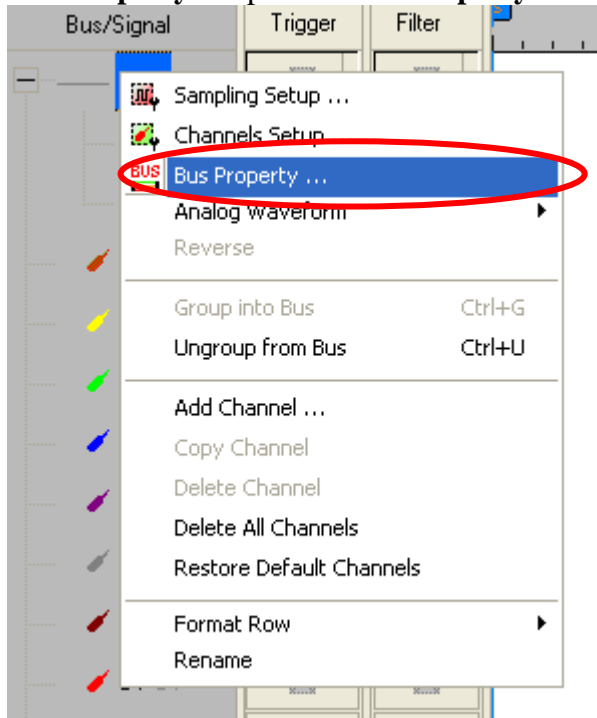 Bus/Signal Trigger Filter
Sampling Setup ...
Channels Setup
BUS Bus Property ...
Analog Waveform
Reverse
Group into Bus Ctrl+G
Ungroup from Bus Ctrl+U
Add Channel ...
Copy Channel
Delete Channel
Delete All Channels
Restore Default Channels
Format Row
Rename